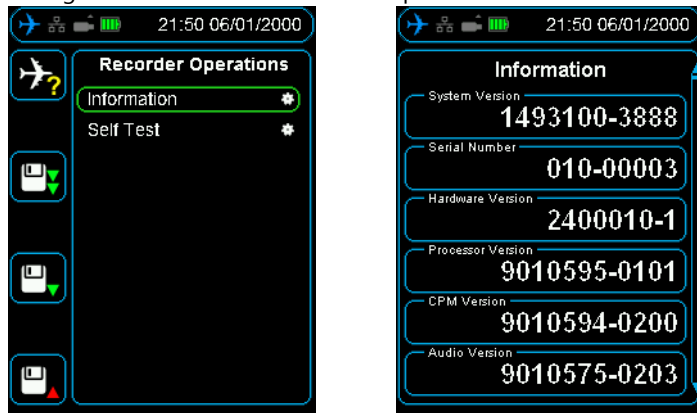 21:50 06/01/2000
Recorder Operations
Information
Self Test
?
21:50 06/01/2000
Information
System Version
1493100-3888
Serial Number
010-00003
Hardware Version
2400010-1
Processor Version
9010595-0101
CPM Version
9010594-0200
Audio Version
9010575-0203